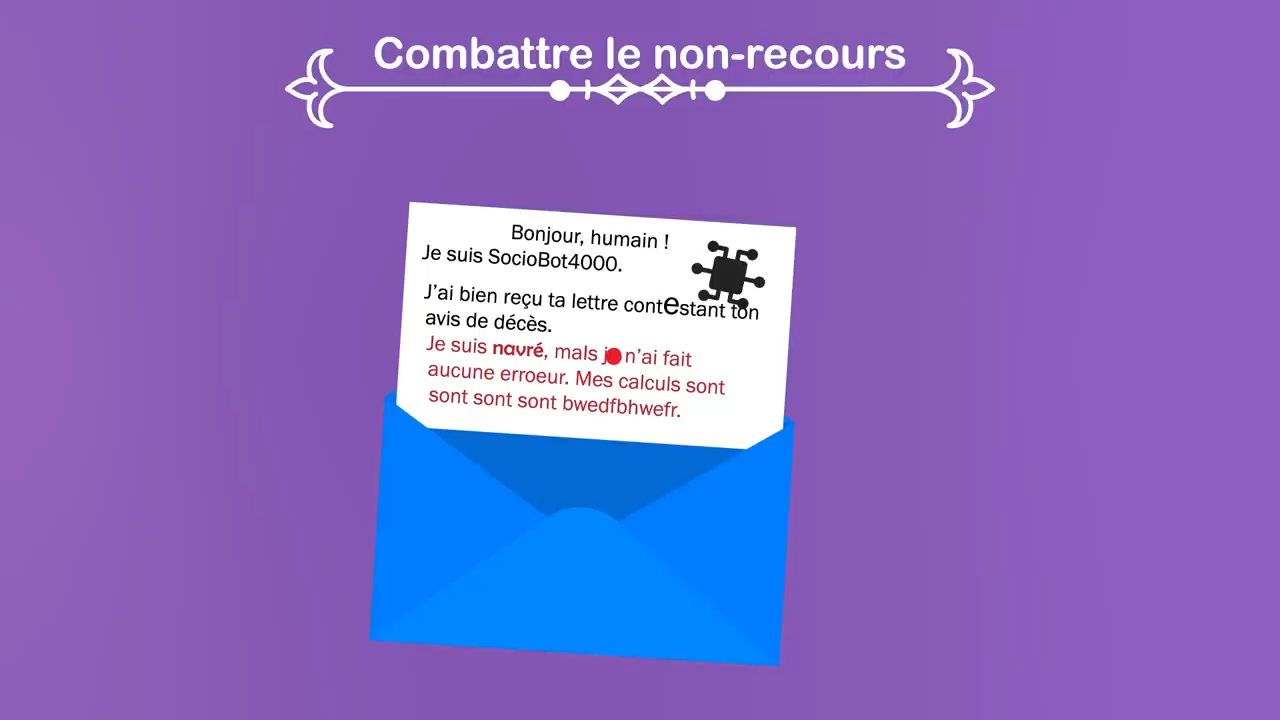 Combattre le non-recours
Bonjour, humain !
Je suis SocioBot4000.
J’ai bien reçu ta lettre contestant ton
avis de décès.
Je suis navré, mals je n’ai fait
aucune erroeur. Mes calculs sont
sont sont sont bwedfbhwefr.